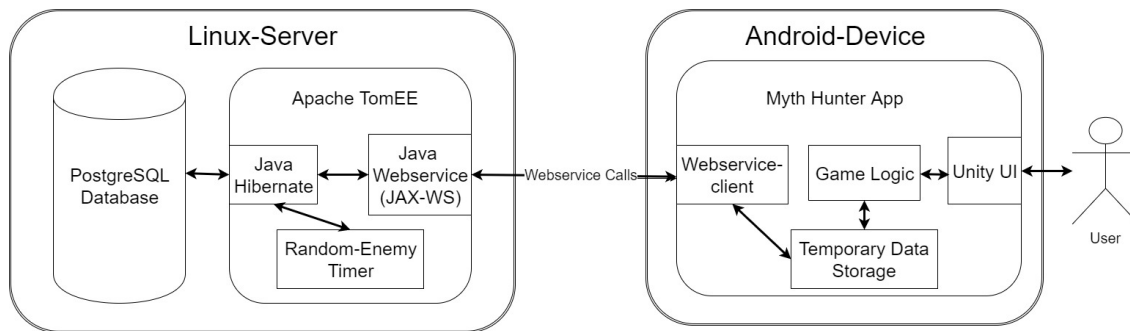 Linux-Server
Apache TomEE
PostgreSQL
Database
Java
Hibernate
Java
Webservice
(JAX-WS)
Random-Enemy
Timer
Webservice Calls
Android-Device
Myth Hunter App
Webservice-
client
Game Logic
Unity UI
Temporary Data
Storage
User